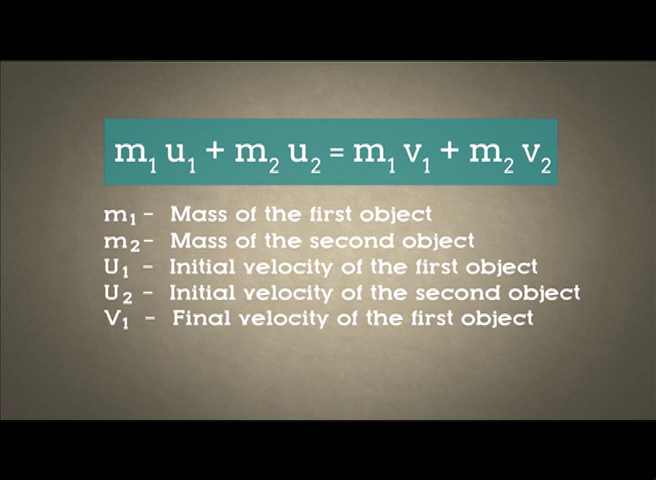 m₁ u₁ + m₂ u₂ = m₁ v₁ + m₂ v₂
m₁ - Mass of the first object
m₂ - Mass of the second object
U₁ - Initial velocity of the first object
U₂ - Initial velocity of the second object
V₁ - Final velocity of the first object